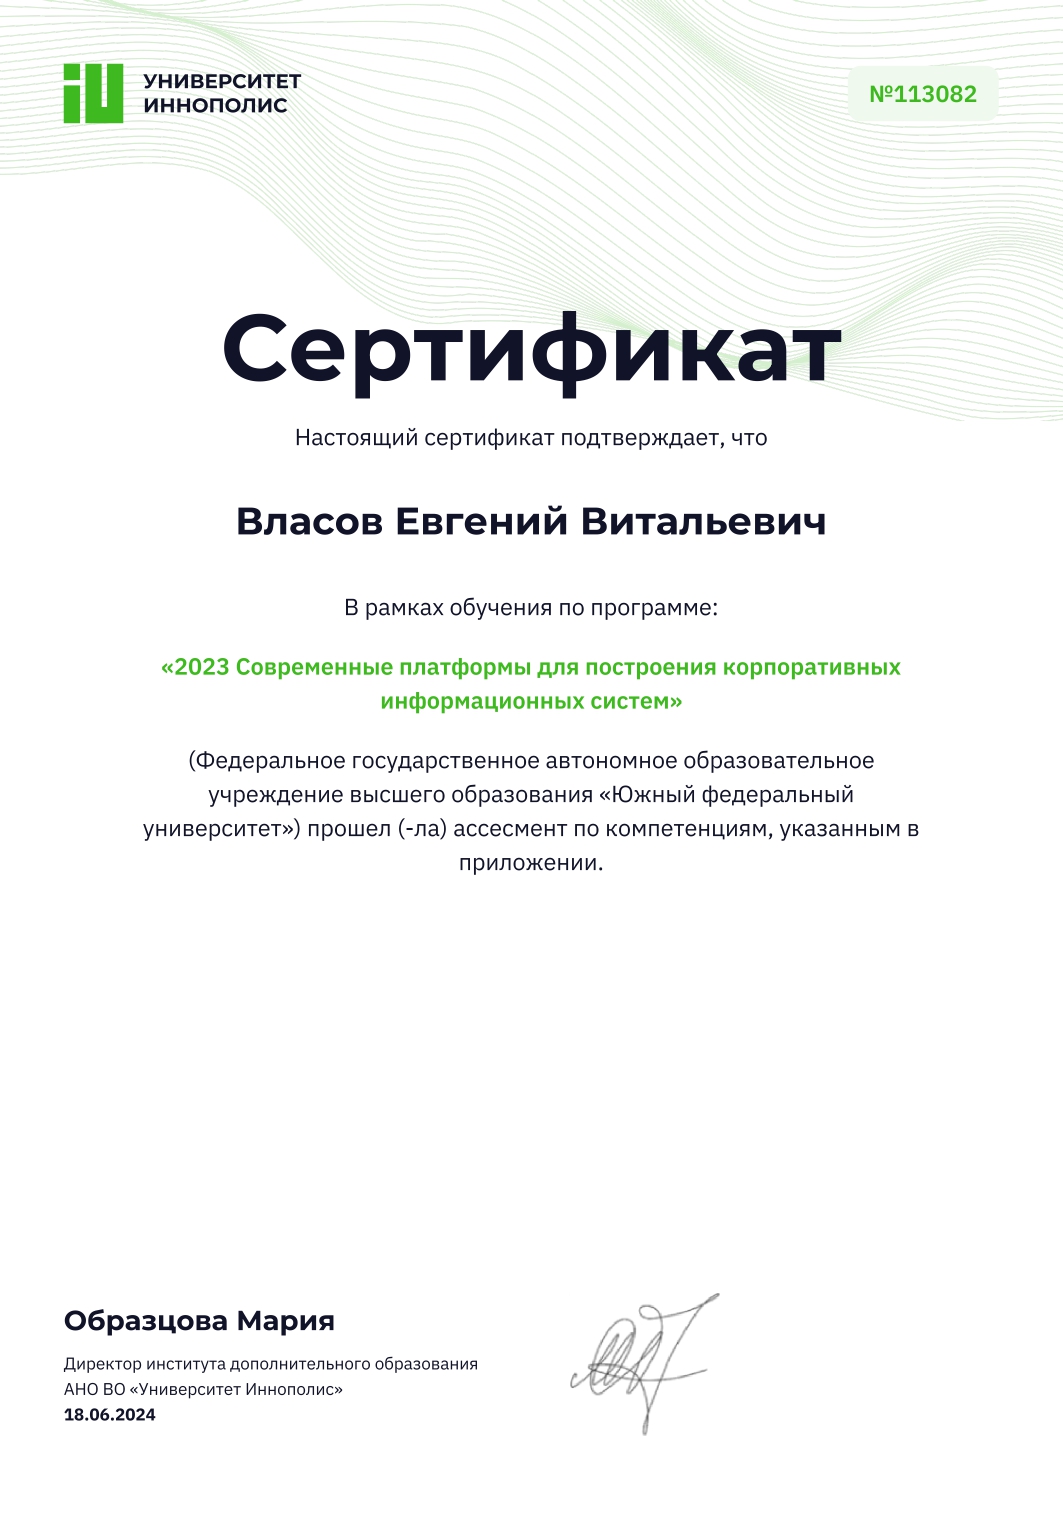 УНИВЕРСИТЕТ
ИННОПОЛИС
№113082
Сертификат
Настоящий сертификат подтверждает, что
Власов Евгений Витальевич
В рамках обучения по программе:
«2023 Современные платформы для построения корпоративных
информационных систем»
(Федеральное государственное автономное образовательное
учреждение высшего образования «Южный федеральный
университет») прошел (-ла) ассесмент по компетенциям, указанным в
приложении.
Образцова Мария
Директор института дополнительного образования
АНО ВО «Университет Иннополис»
18.06.2024